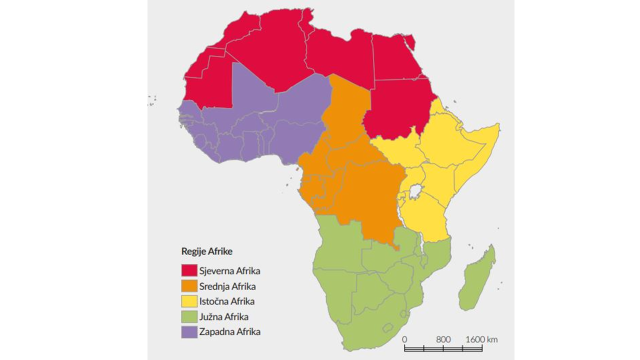 Regije Afrike
Sjeverna Afrika
Srednja Afrika
Istočna Afrika
Južna Afrika
Zapadna Afrika
0 800 1600 km